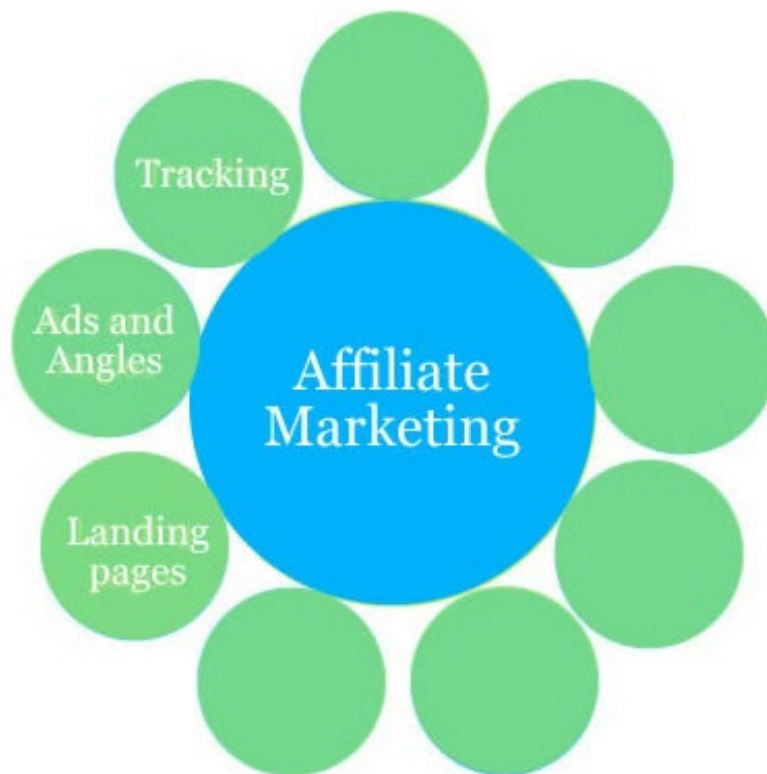 Tracking
Ads and
Angles
Affiliate
Marketing
Landing
pages